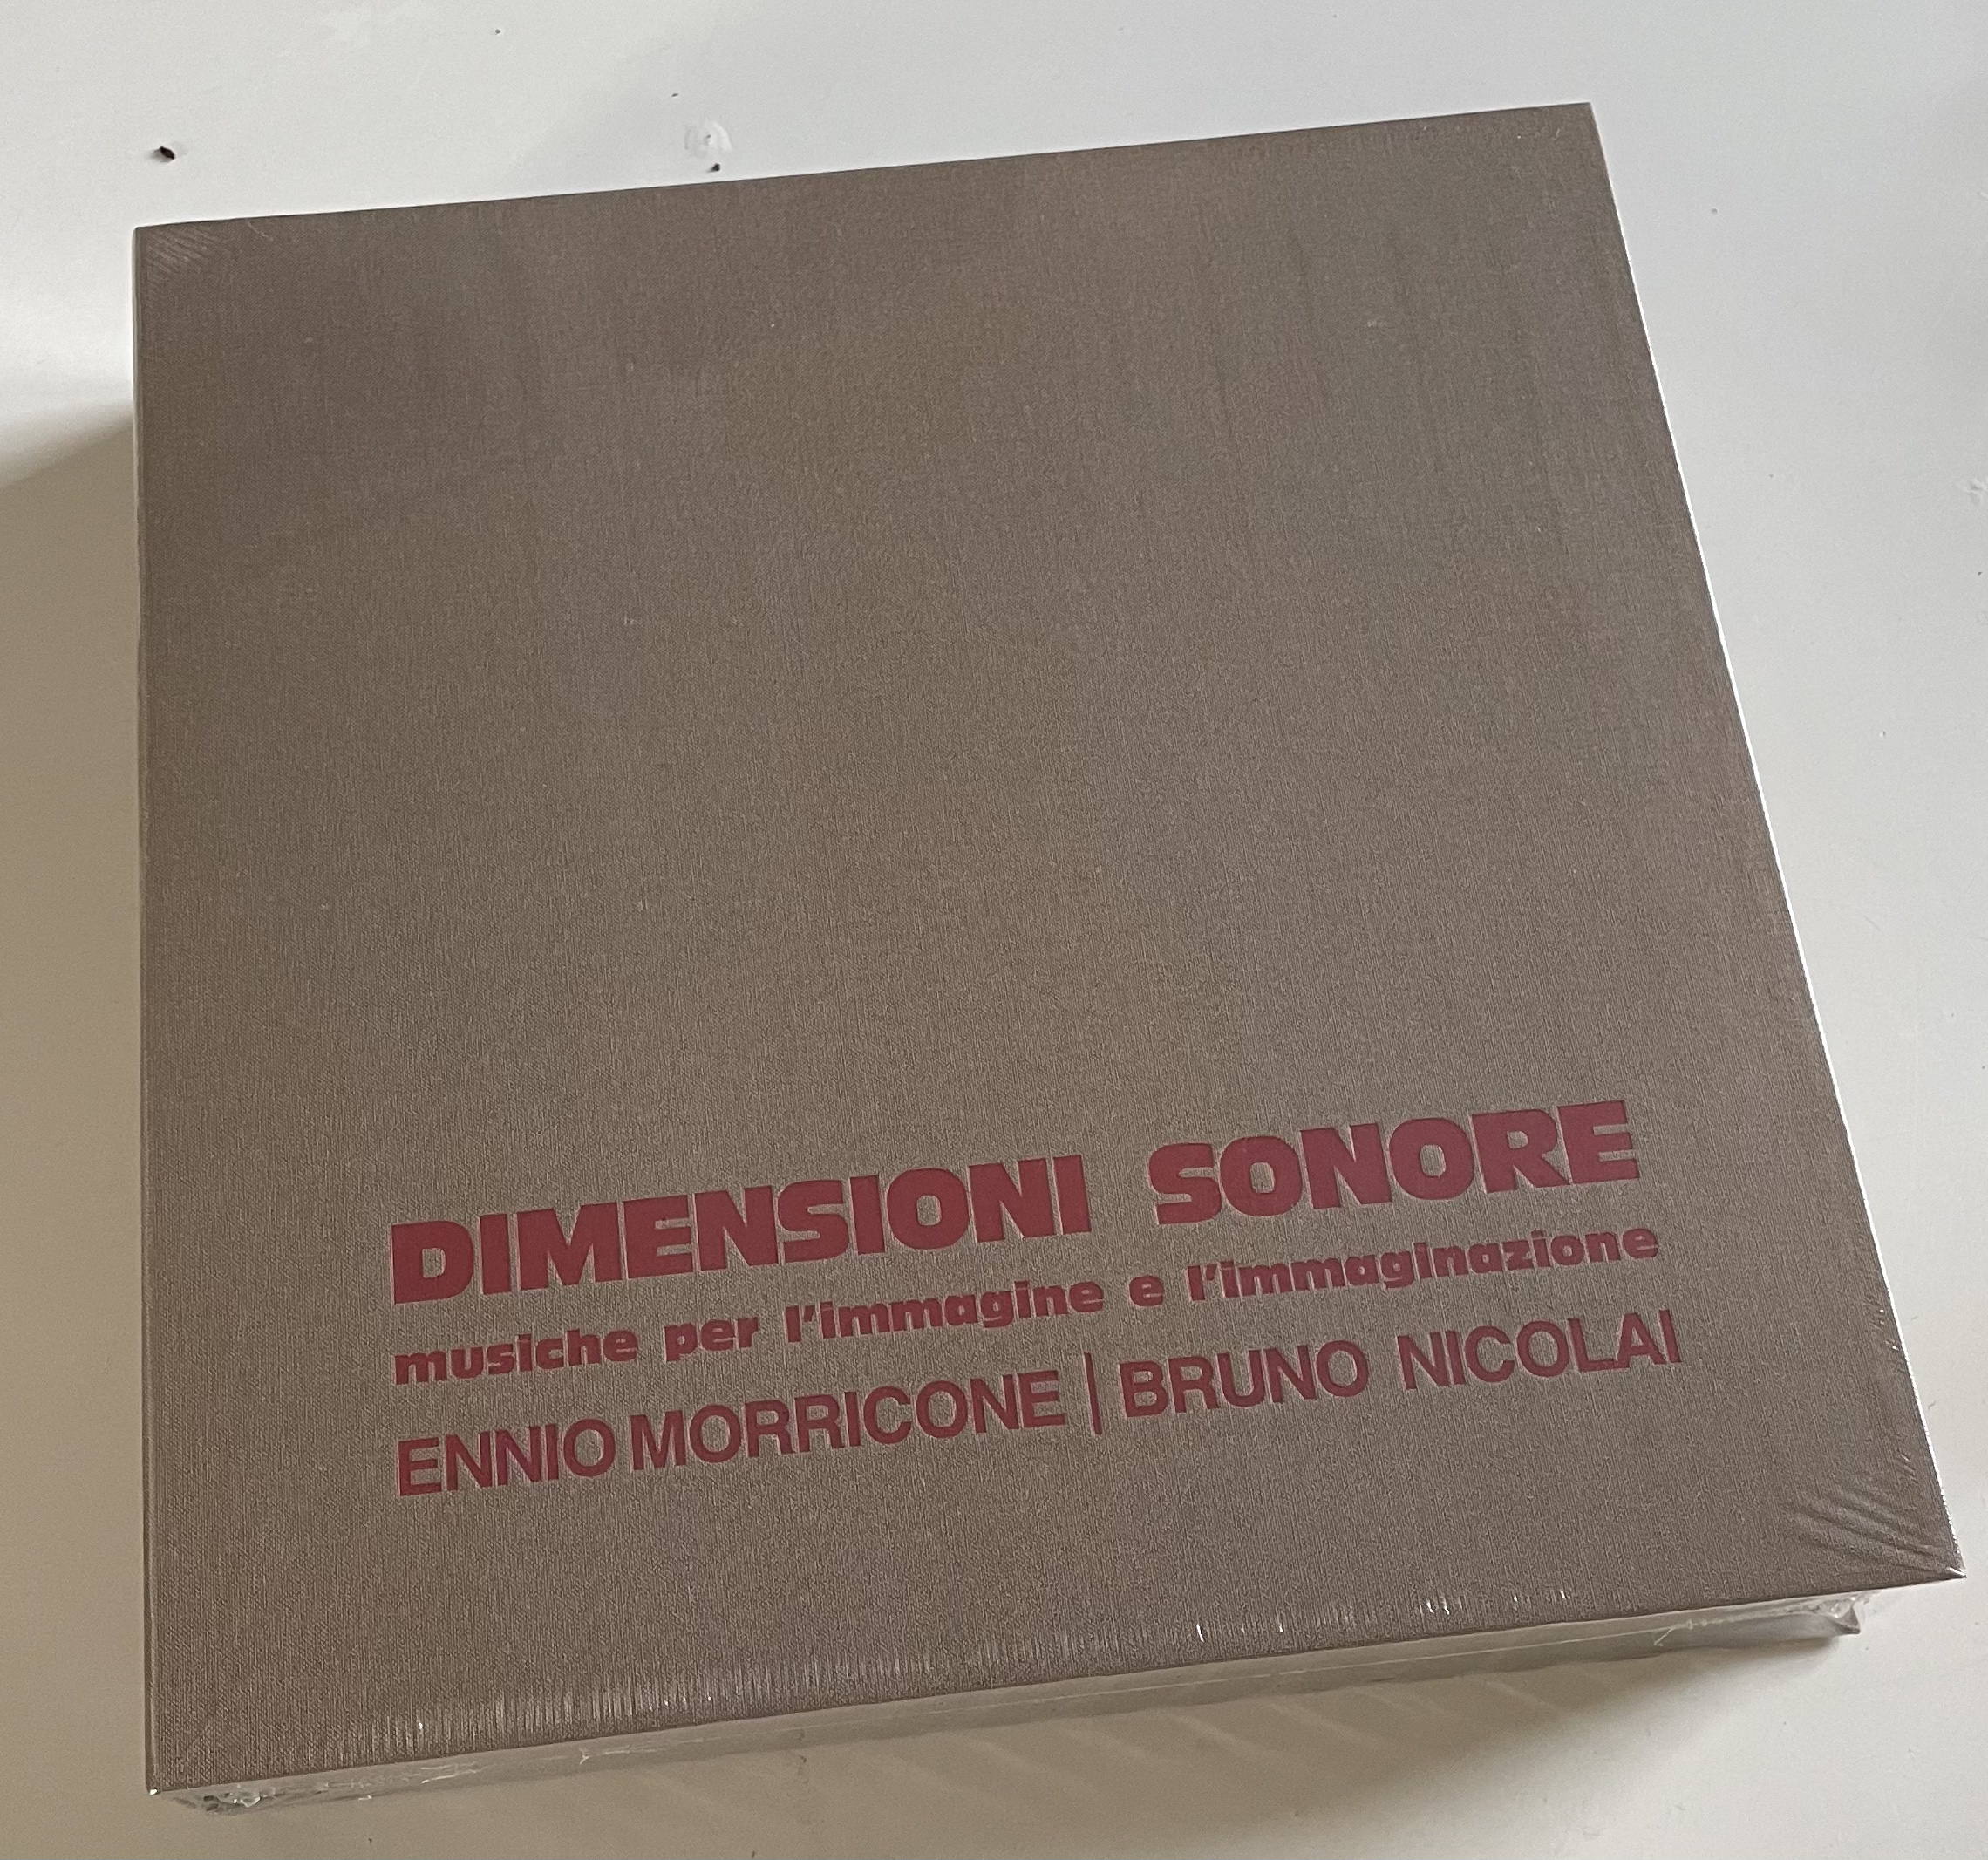 DIMENSIONI SONORE
musiche per l'immagine e l'immaginazione
ENNIO MORRICONE | BRUNO NICOLAI